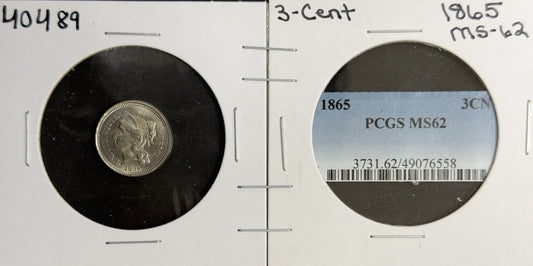 40489
3-Cent
1865
MS-62
1865 3CN
PCGS MS62
3731.62/49076558